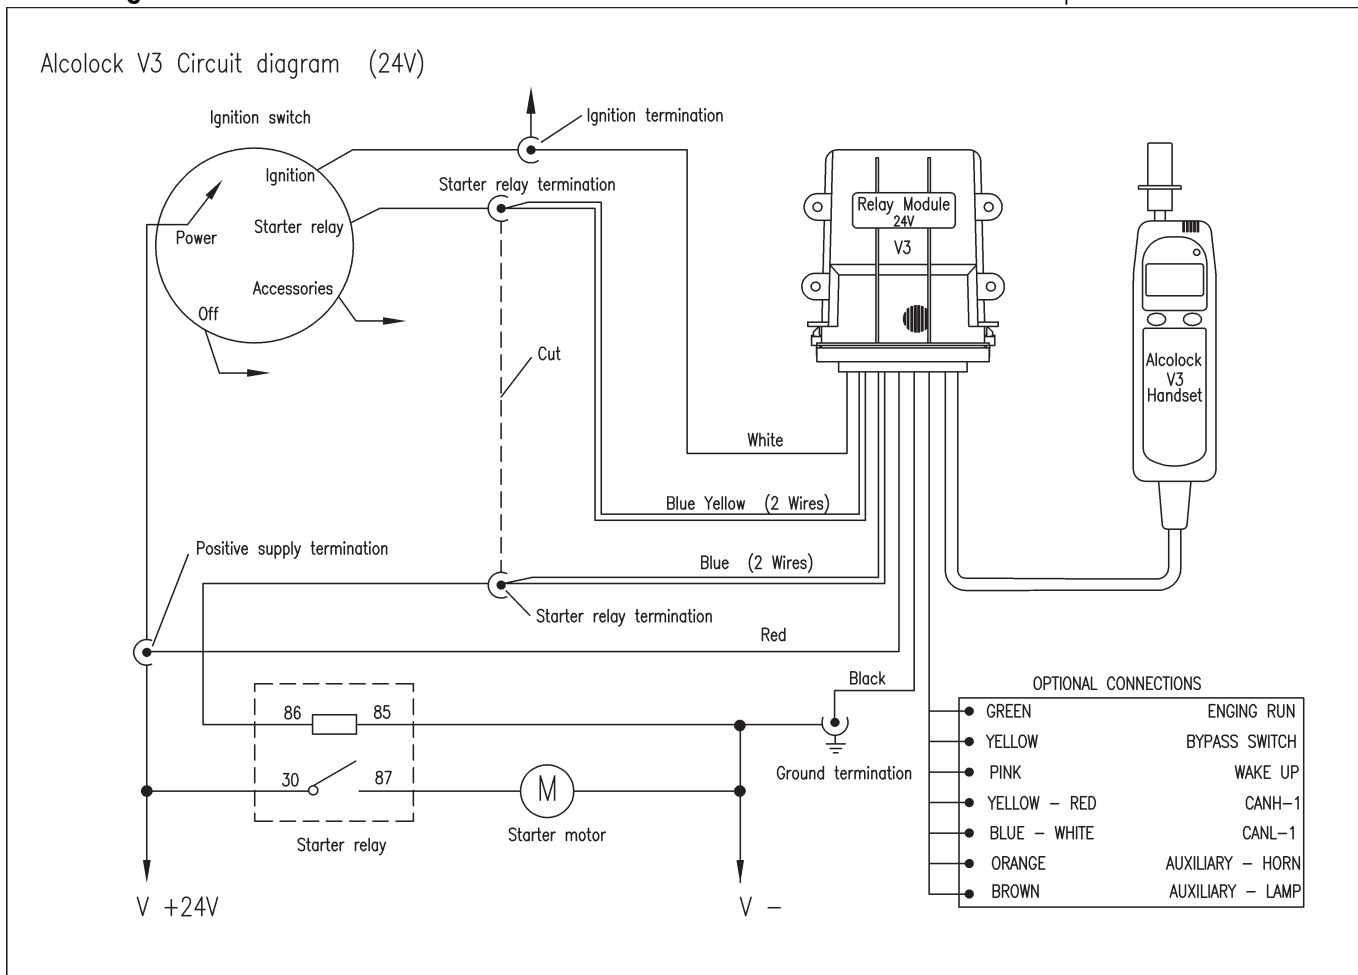 Alcolock V3 Circuit diagram (24V)
Ignition switch
Ignition termination
Ignition
Starter relay termination
Starter relay
Power
Accessories
Off
Cut
Relay Module
24V
V3
Alcolock
V3
Handset
White
Blue Yellow (2 Wires)
Positive supply termination
Blue (2 Wires)
Starter relay termination
Red
Black
86
85
30
87
M
Starter motor
Starter relay
Ground termination
V +24V
V –
OPTIONAL CONNECTIONS
GREEN ENGING RUN
YELLOW BYPASS SWITCH
PINK WAKE UP
YELLOW – RED CANH-1
BLUE – WHITE CANL-1
ORANGE AUXILIARY – HORN
BROWN AUXILIARY – LAMP